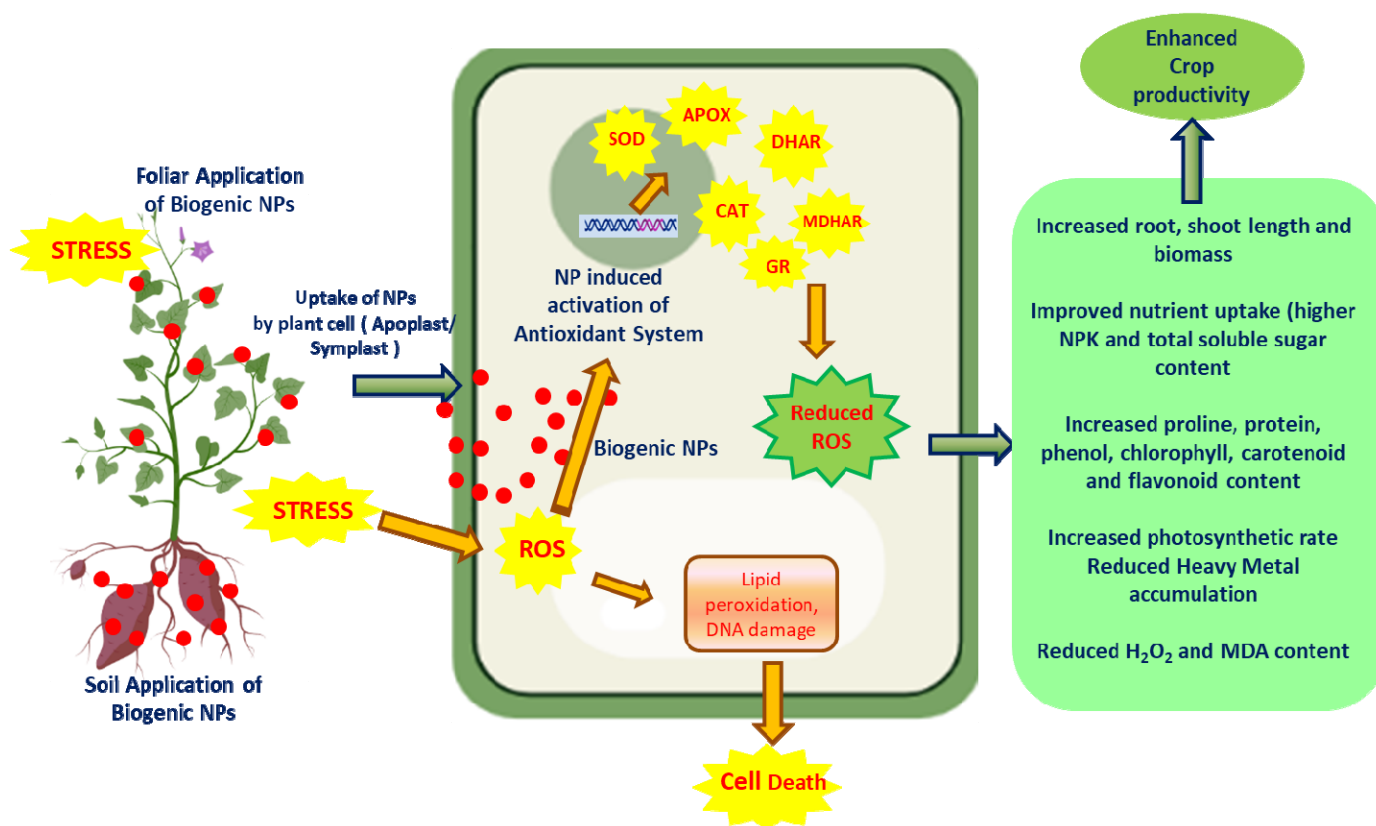 Foliar Application
of Biogenic NPs
STRESS
Uptake of NPs
by plant cell ( Apoplast/
Symplast )
STRESS
Soil Application of
Biogenic NPs
SOD
APOX
DHAR
CAT
MDHAR
GR
NP induced
activation of
Antioxidant System
Biogenic NPs
Reduced
ROS
ROS
Lipid
peroxidation,
DNA damage
Cell Death
Enhanced
Crop
productivity
Increased root, shoot length and
biomass
Improved nutrient uptake (higher
NPK and total soluble sugar
content
Increased proline, protein,
phenol, chlorophyll, carotenoid
and flavonoid content
Increased photosynthetic rate
Reduced Heavy Metal
accumulation
Reduced H₂O₂ and MDA content